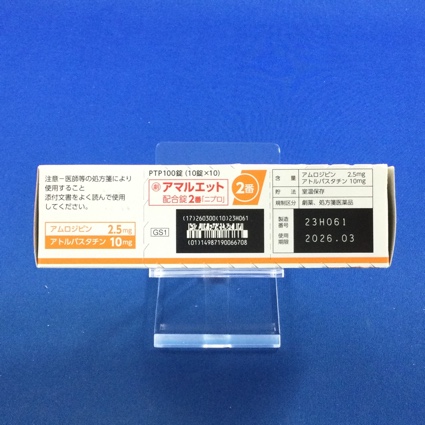 注意－医師等の処方箋により
使用すること
添付文書をよく読んで使用
してください。
アムロジピン 2.5mg
アトルバスタチン 10mg
PTP100錠 (10錠×10)
劇 アマルエット
配合錠2番「ニプロ」
2番
GS1
(17)260300(10)23H061
(01)14987190066708
含量 アムロジピン 2.5mg
アトルバスタチン 10mg
貯法 室温保存
規制区分 劇薬、処方箋医薬品
製造番号 23H061
使用期限 2026.03